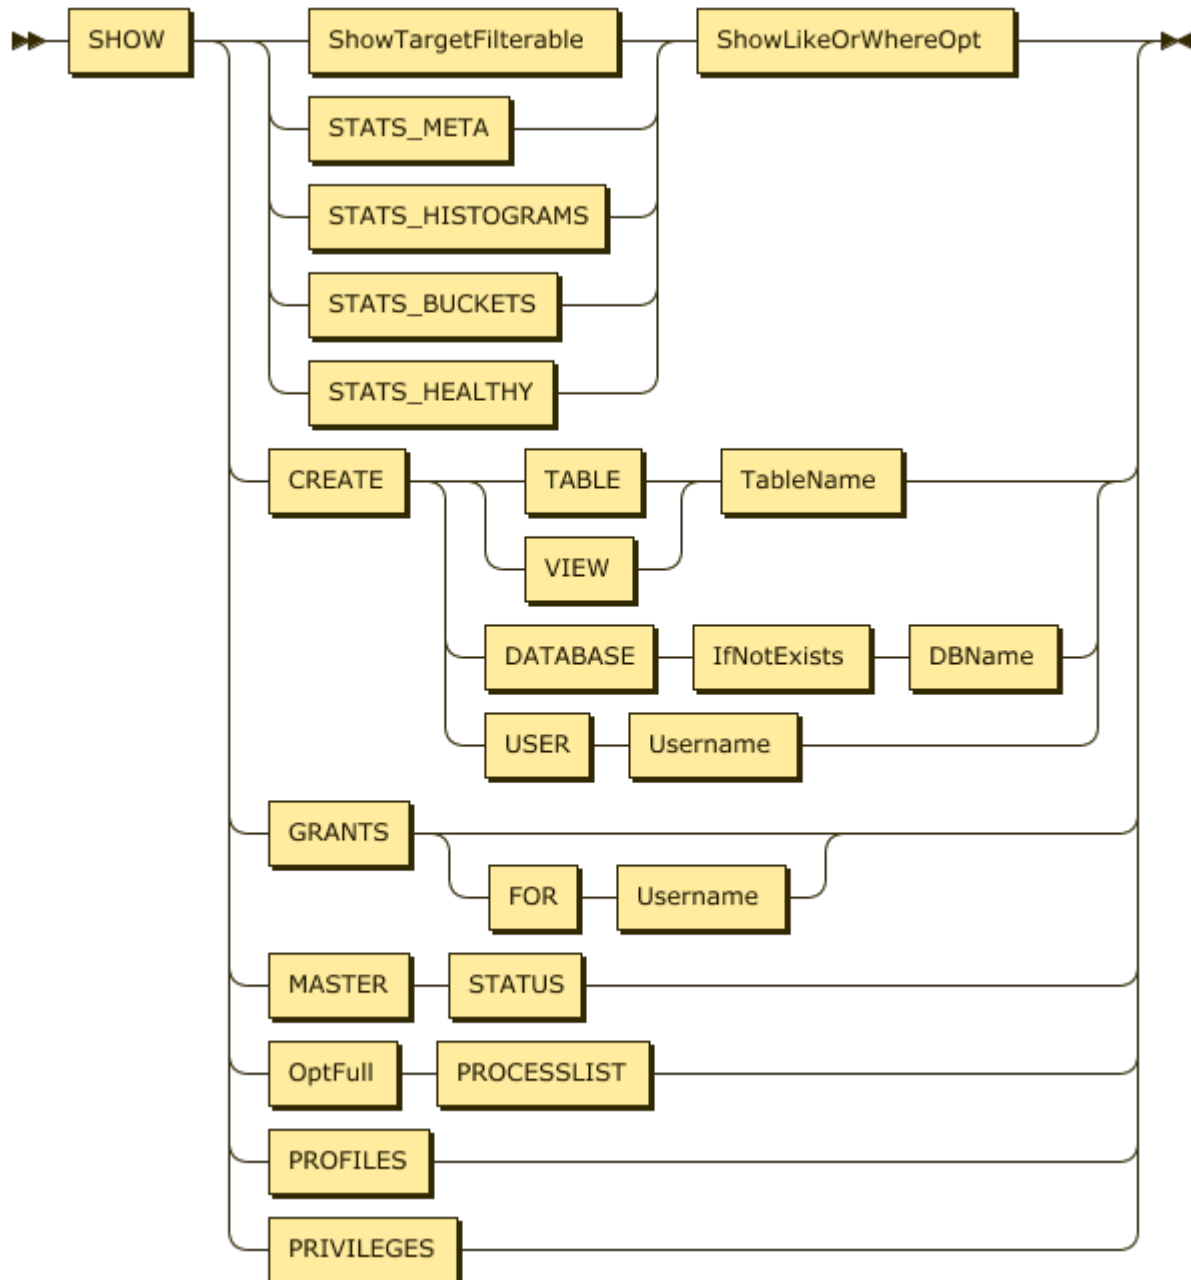 SHOW ShowTargetFilterable ShowLikeOrWhereOpt
STATS_META
STATS_HISTOGRAMS
STATS_BUCKETS
STATS_HEALTHY
CREATE TABLE TableName
VIEW
DATABASE IfNotExists DBName
USER Username
GRANTS
FOR Username
MASTER STATUS
OptFull PROCESSLIST
PROFILES
PRIVILEGES